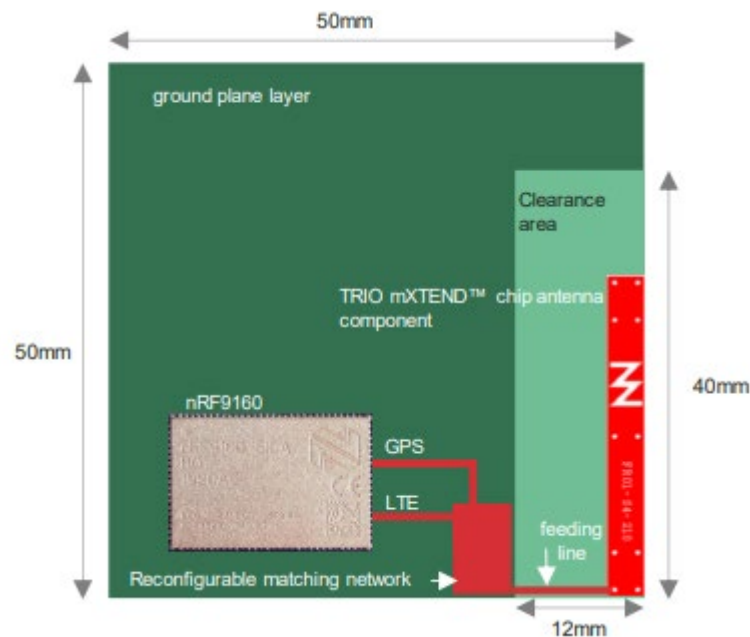 50mm
ground plane layer
Clearance
area
TRIO mXTEND™ chip antenna
component
50mm
40mm
nRF9160
GPS
LTE
feeding
line
Reconfigurable matching network
12mm